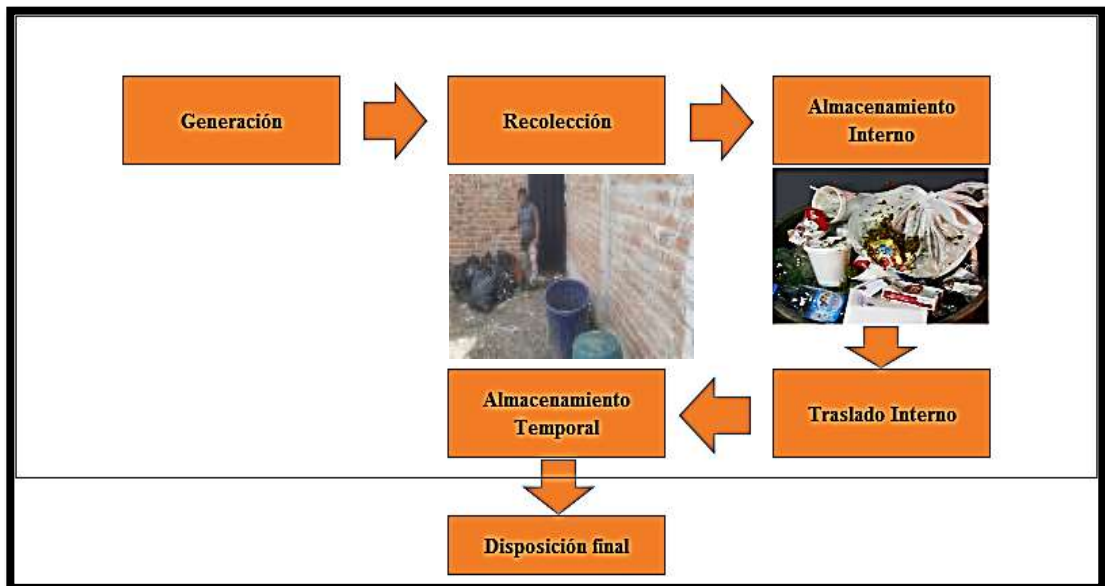 Generación
Recolección
Almacenamiento
Interno
Traslado Interno
Almacenamiento
Temporal
Disposición final